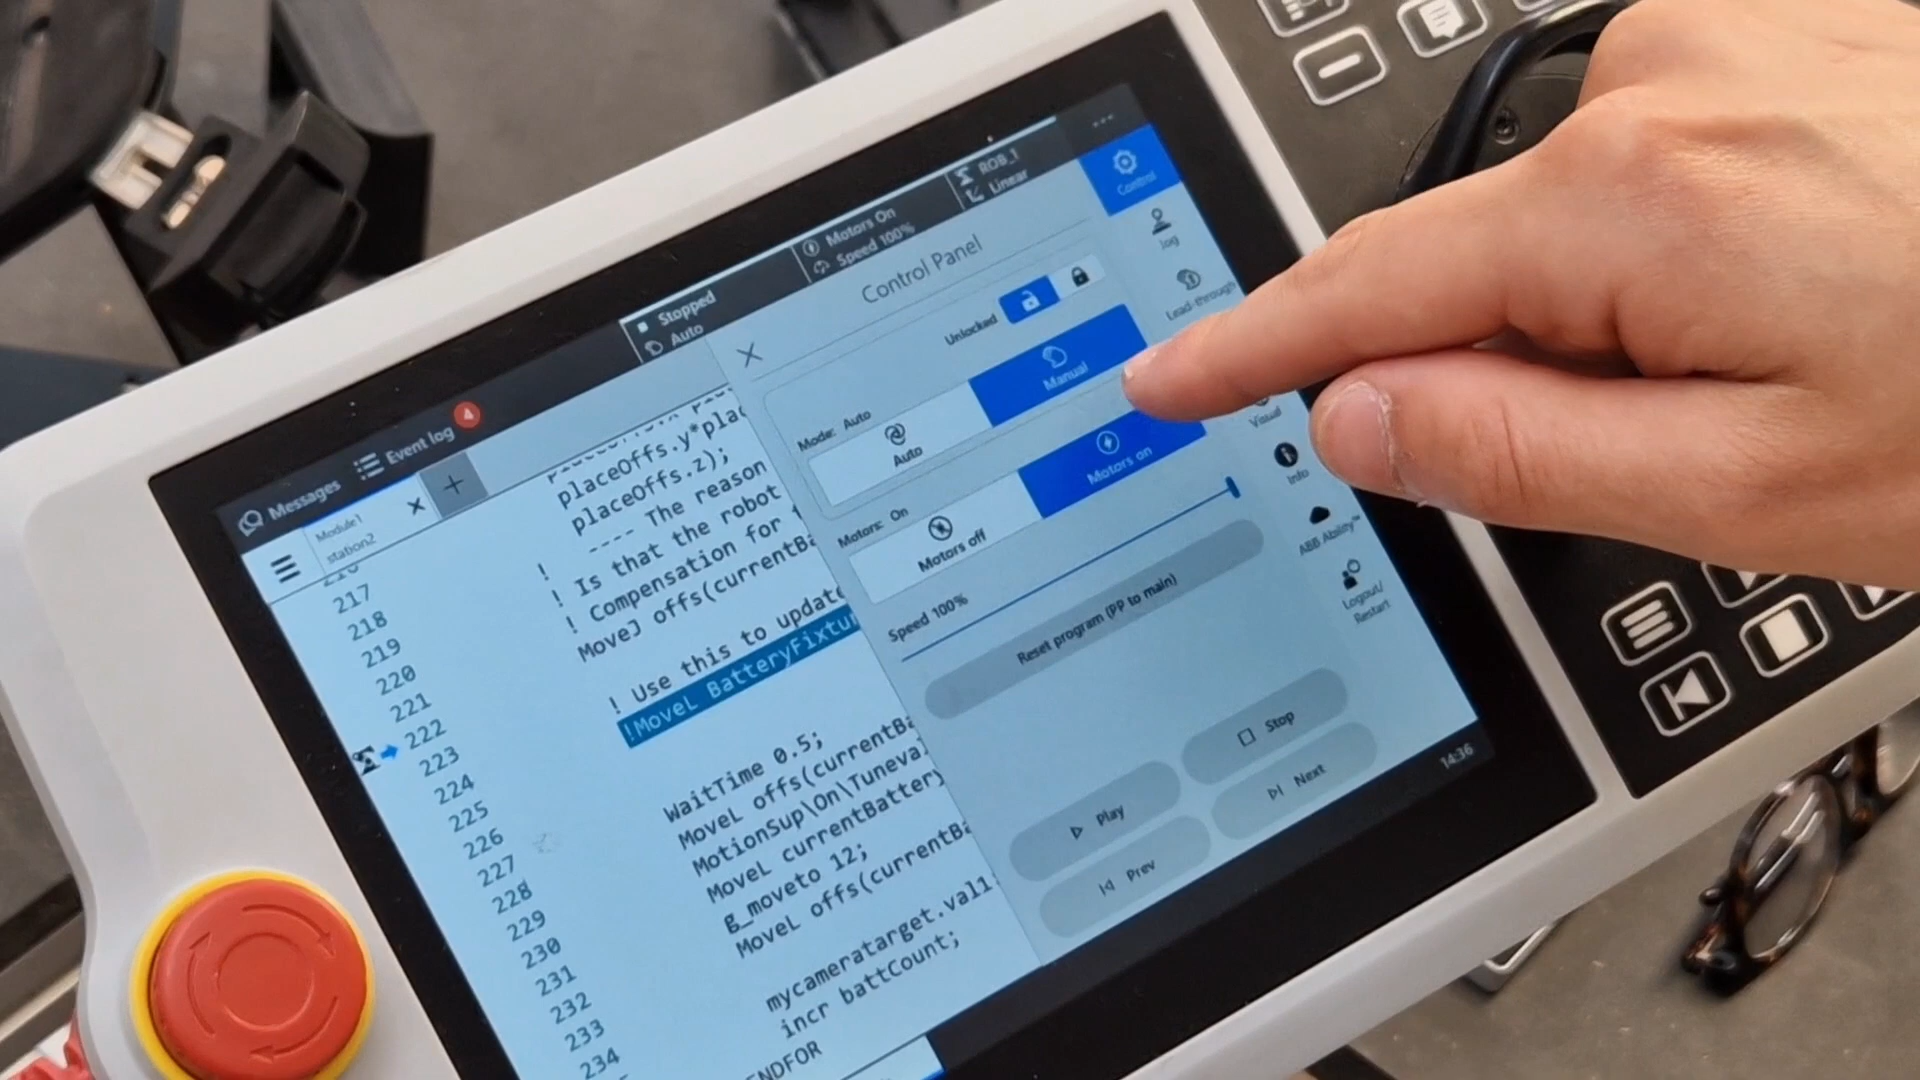 Messages
Event log
4
Stopped
Auto
Motors On
Speed 100%
ROB_1
Linear
...
Module1
station2
217
218
219
220
221
222
223
224
225
226
227
228
229
230
231
232
233
234
placeOffs.y*plac
placeOffs.z);
! ---- The reason
! Is that the robot
! Compensation for
MoveJ offs(currentBa
! Use this to update
!MoveL BatteryFixtur
WaitTime 0.5;
MoveL offs(currentBa
MotionSup\On\Tuneval
MoveL currentBattery
g_moveto 12;
MoveL offs(currentBa
mycameratarget.val1
incr battCount;
ENDFOR
Control Panel
Unlocked
Mode: Auto
Auto
Manual
Motors: On
Motors off
Motors on
Speed 100%
Reset program (PP to main)
Play
Stop
Prev
Next
Control
Jog
Lead-through
Visual
Info
ABB Ability™
Logout/
Restart
14:36